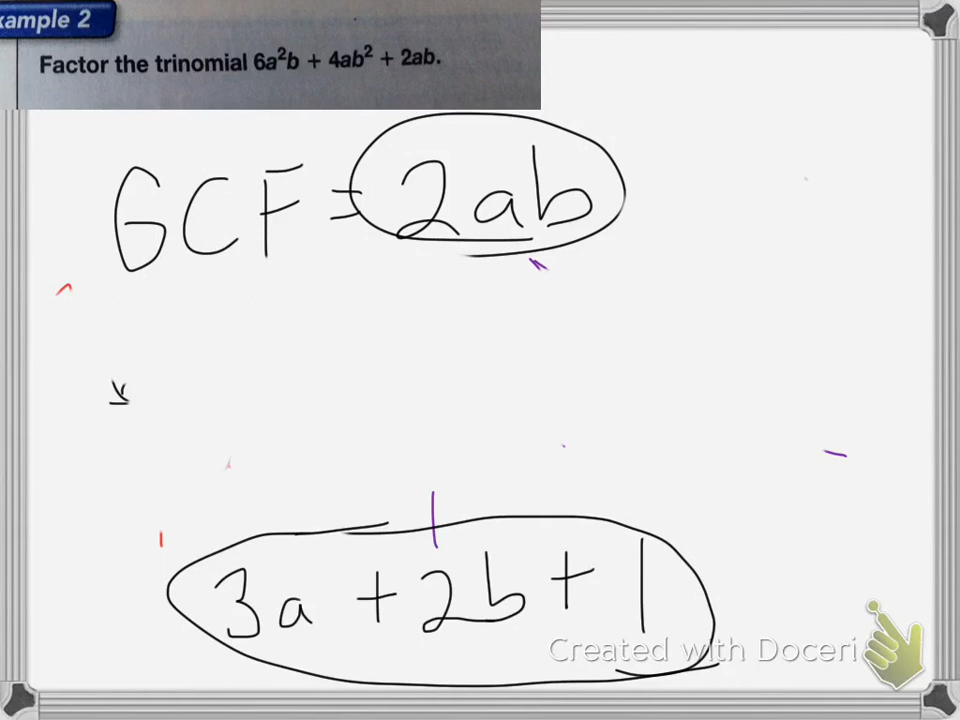 xample 2
Factor the trinomial 6a²b + 4ab² + 2ab.
GCF = 2ab
3a + 2b + 1
Created with Doceri